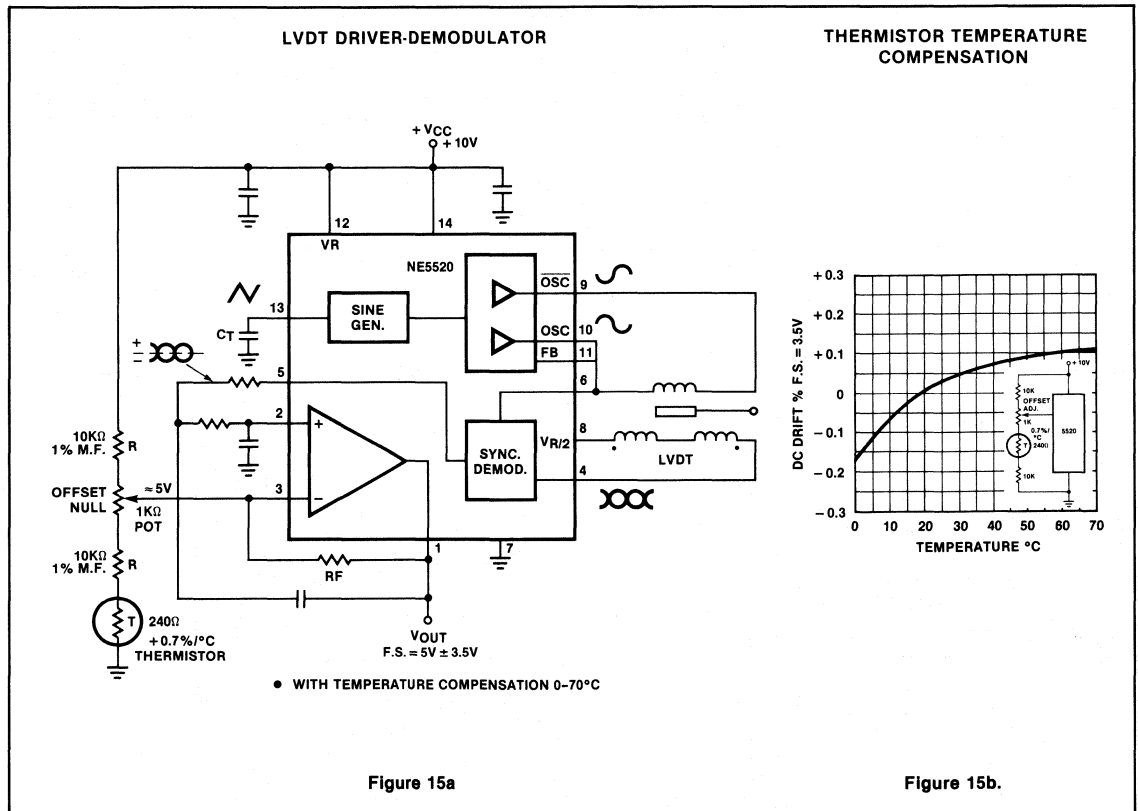 LVDT DRIVER-DEMODULATOR
+ VCC
+ 10V
12
14
VR
NE5520
OSC
9
SINE
GEN.
13
CT
OSC
10
FB
11
+
−
5
6
2
+
8
VR/2
LVDT
SYNC.
DEMOD.
4
10KΩ
1% M.F.
R
≈5V
3
−
OFFSET
NULL
1KΩ
POT
1
7
10KΩ
1% M.F.
R
RF
T
240Ω
+0.7%/°C
THERMISTOR
VOUT
F.S. = 5V ± 3.5V
● WITH TEMPERATURE COMPENSATION 0–70°C
Figure 15a
THERMISTOR TEMPERATURE
COMPENSATION
DC DRIFT % F.S. = 3.5V
+ 0.3
+ 0.2
+ 0.1
0
− 0.1
− 0.2
− 0.3
+ 10V
10K
OFFSET
ADJ.
1K
0.7%/
°C
T
240Ω
5520
10K
0 10 20 30 40 50 60 70
TEMPERATURE °C
Figure 15b.